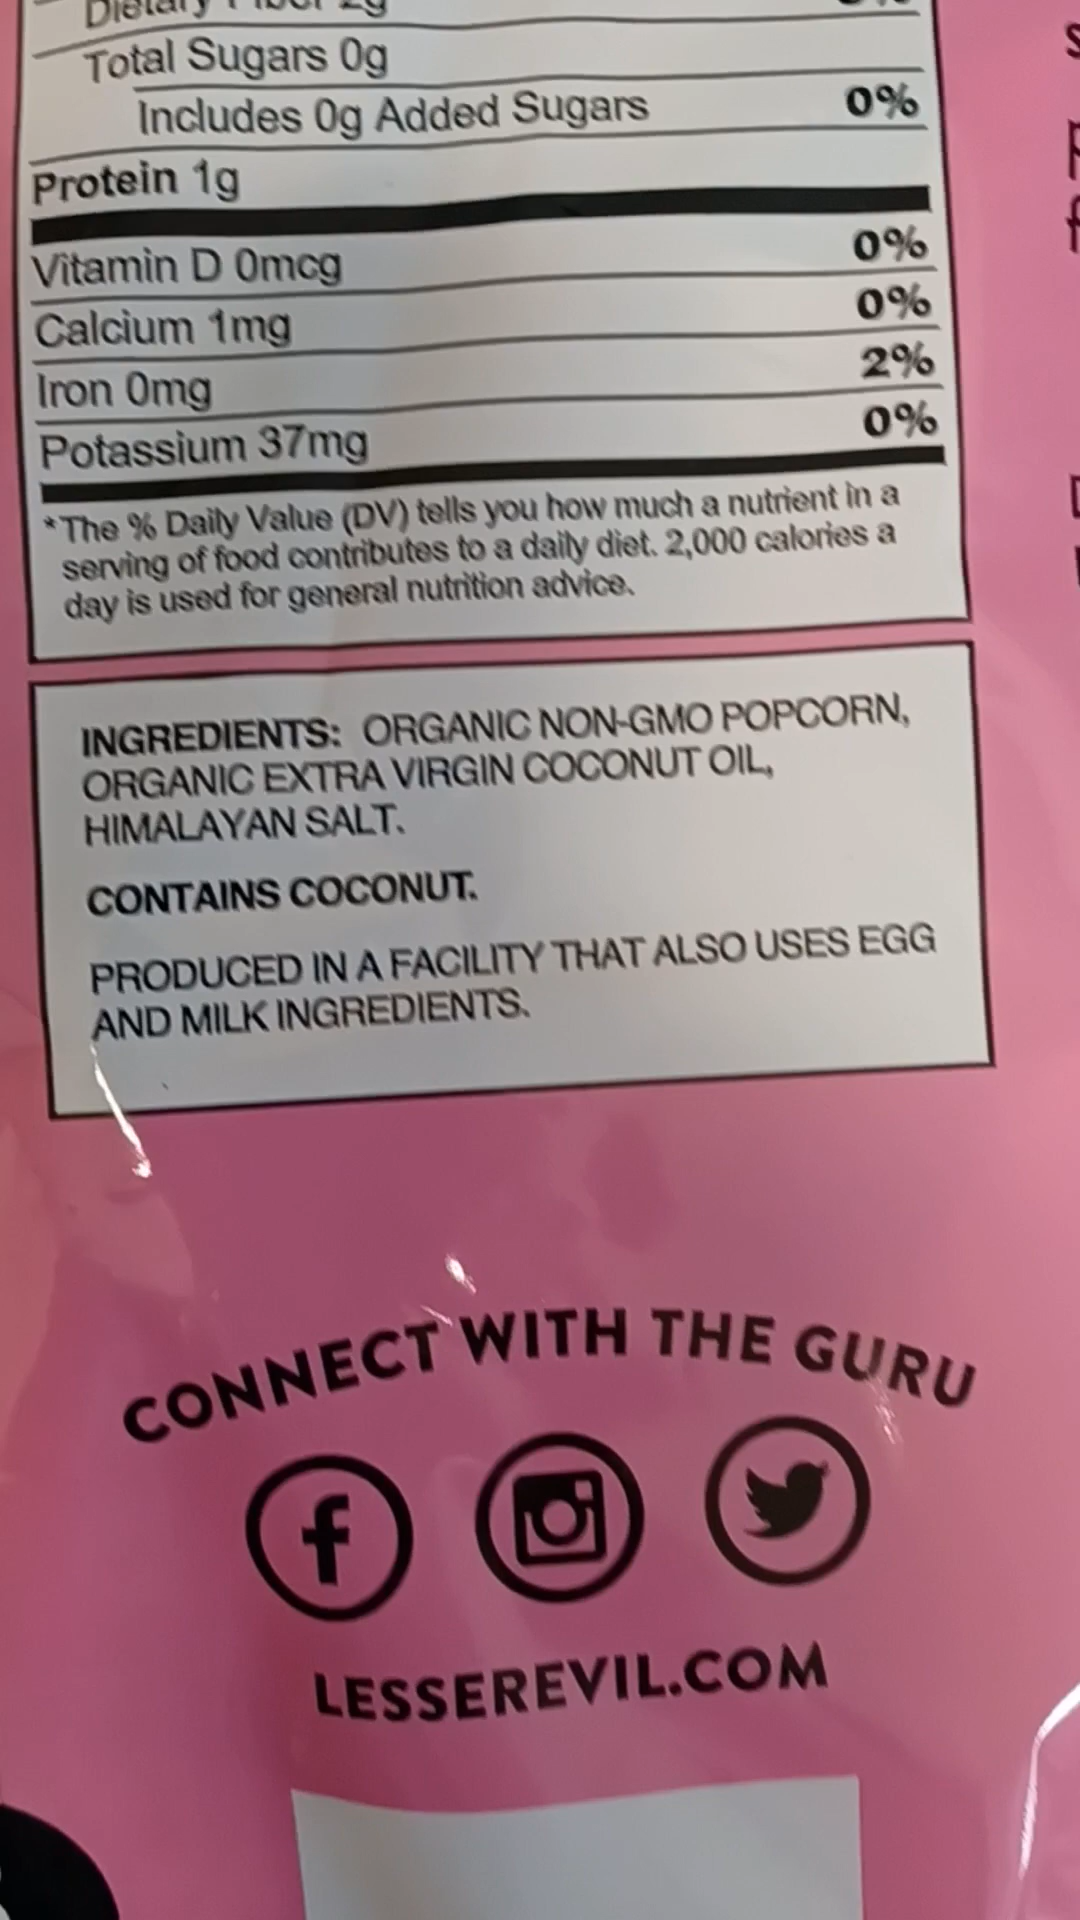 Dietary Fiber 2g
Total Sugars 0g
Includes 0g Added Sugars 0%
Protein 1g
Vitamin D 0mcg 0%
Calcium 1mg 0%
Iron 0mg 2%
Potassium 37mg 0%
*The % Daily Value (DV) tells you how much a nutrient in a
serving of food contributes to a daily diet. 2,000 calories a
day is used for general nutrition advice.
INGREDIENTS: ORGANIC NON-GMO POPCORN,
ORGANIC EXTRA VIRGIN COCONUT OIL,
HIMALAYAN SALT.
CONTAINS COCONUT.
PRODUCED IN A FACILITY THAT ALSO USES EGG
AND MILK INGREDIENTS.
CONNECT WITH THE GURU
LESSEREVIL.COM